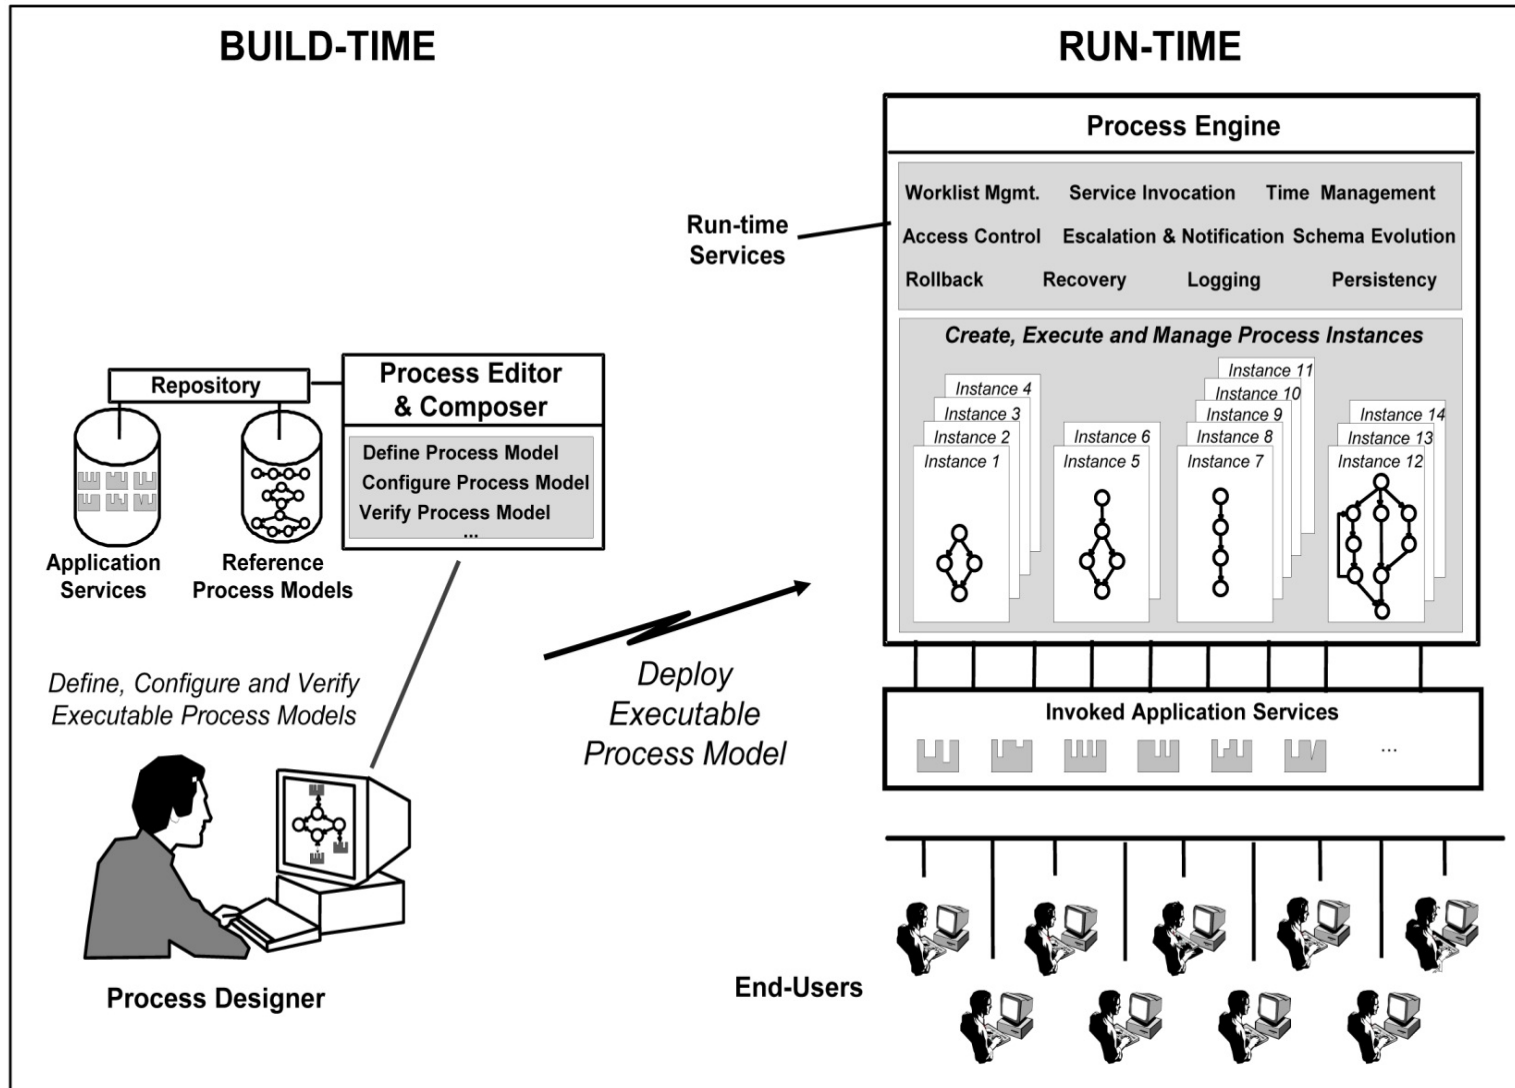 BUILD-TIME
RUN-TIME
Process Engine
Worklist Mgmt. Service Invocation Time Management
Access Control Escalation & Notification Schema Evolution
Rollback Recovery Logging Persistency
Run-time
Services
Create, Execute and Manage Process Instances
Instance 4
Instance 3
Instance 2
Instance 1
Instance 6
Instance 5
Instance 11
Instance 10
Instance 9
Instance 8
Instance 7
Instance 14
Instance 13
Instance 12
Repository
Process Editor
& Composer
Define Process Model
Configure Process Model
Verify Process Model
...
Application
Services
Reference
Process Models
Define, Configure and Verify
Executable Process Models
Deploy
Executable
Process Model
Invoked Application Services
...
Process Designer
End-Users